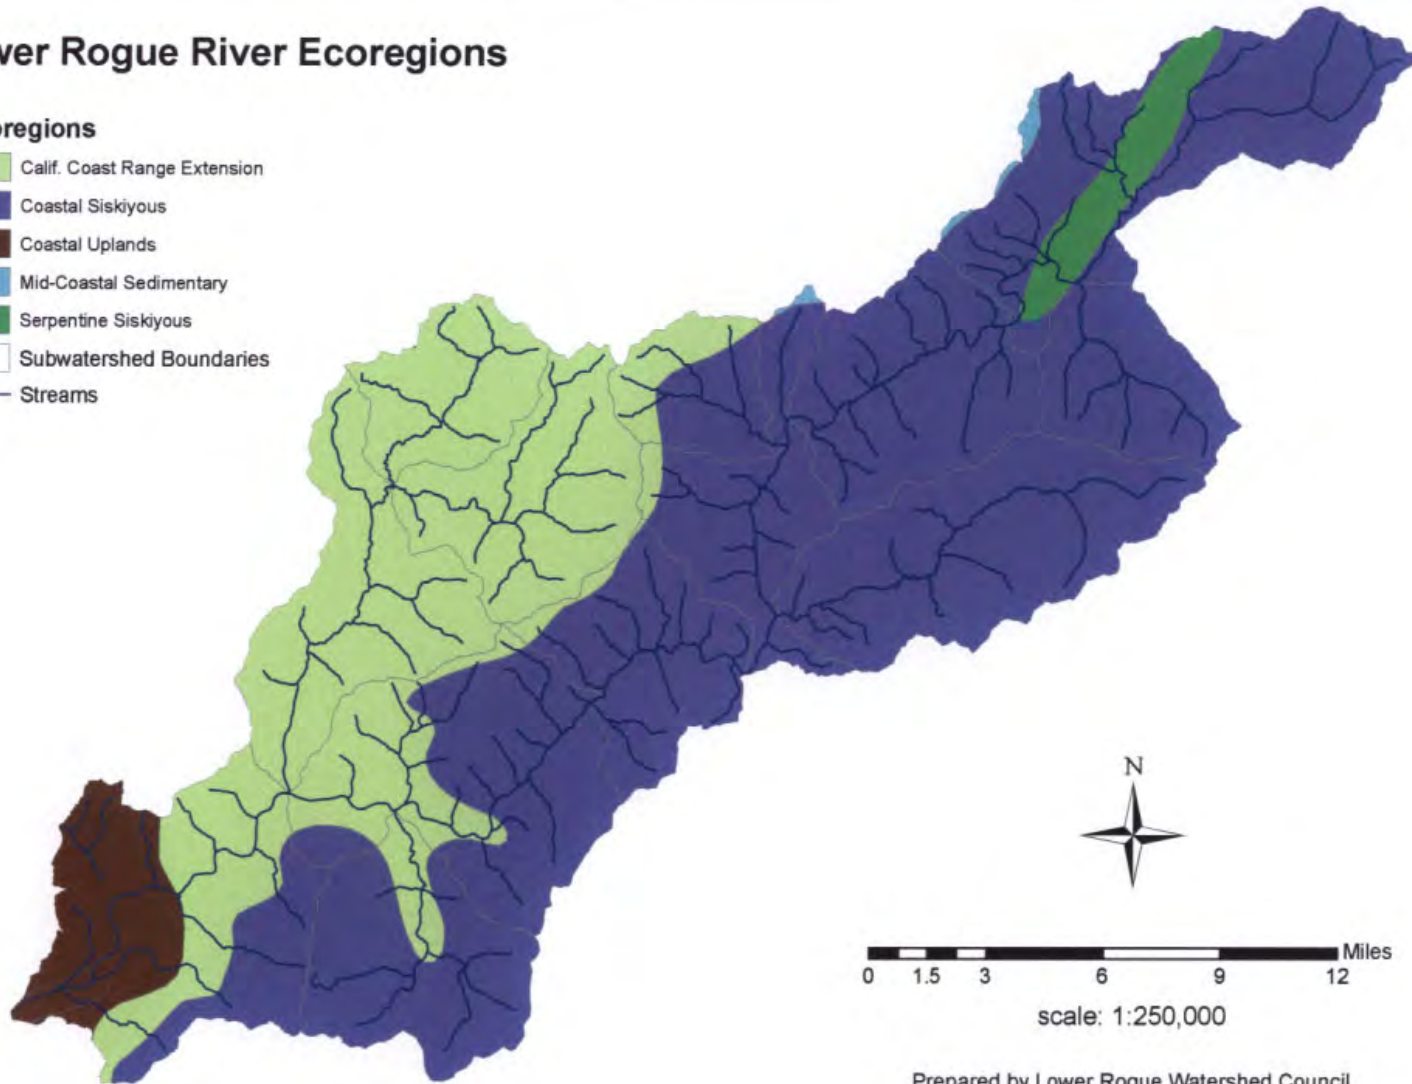 wer Rogue River Ecoregions
oregions
Calif. Coast Range Extension
Coastal Siskiyous
Coastal Uplands
Mid-Coastal Sedimentary
Serpentine Siskiyous
Subwatershed Boundaries
Streams
N
Miles
0 1.5 3 6 9 12
scale: 1:250,000
Prepared by Lower Rogue Watershed Council